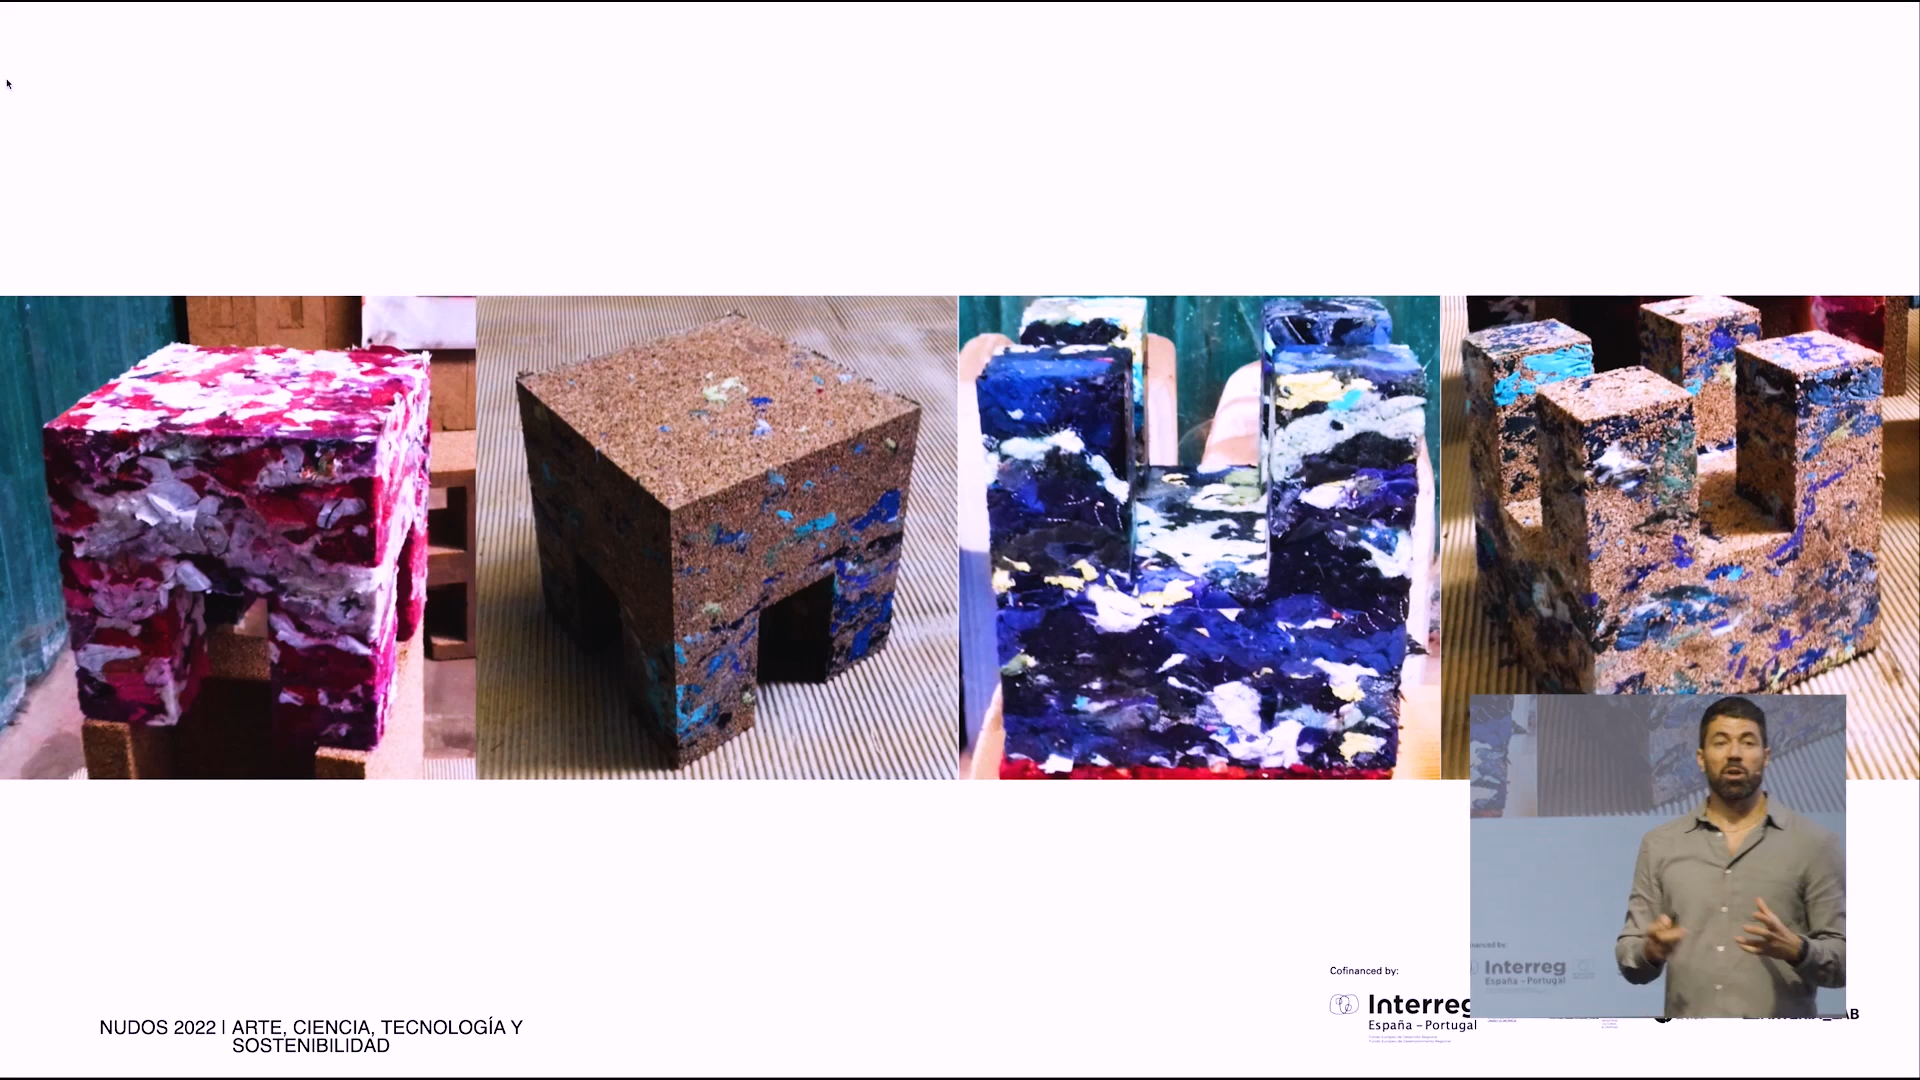 Cofinanced by:
Interreg
España – Portugal
NUDOS 2022 | ARTE, CIENCIA, TECNOLOGÍA Y
SOSTENIBILIDAD
Interreg
España – Portugal